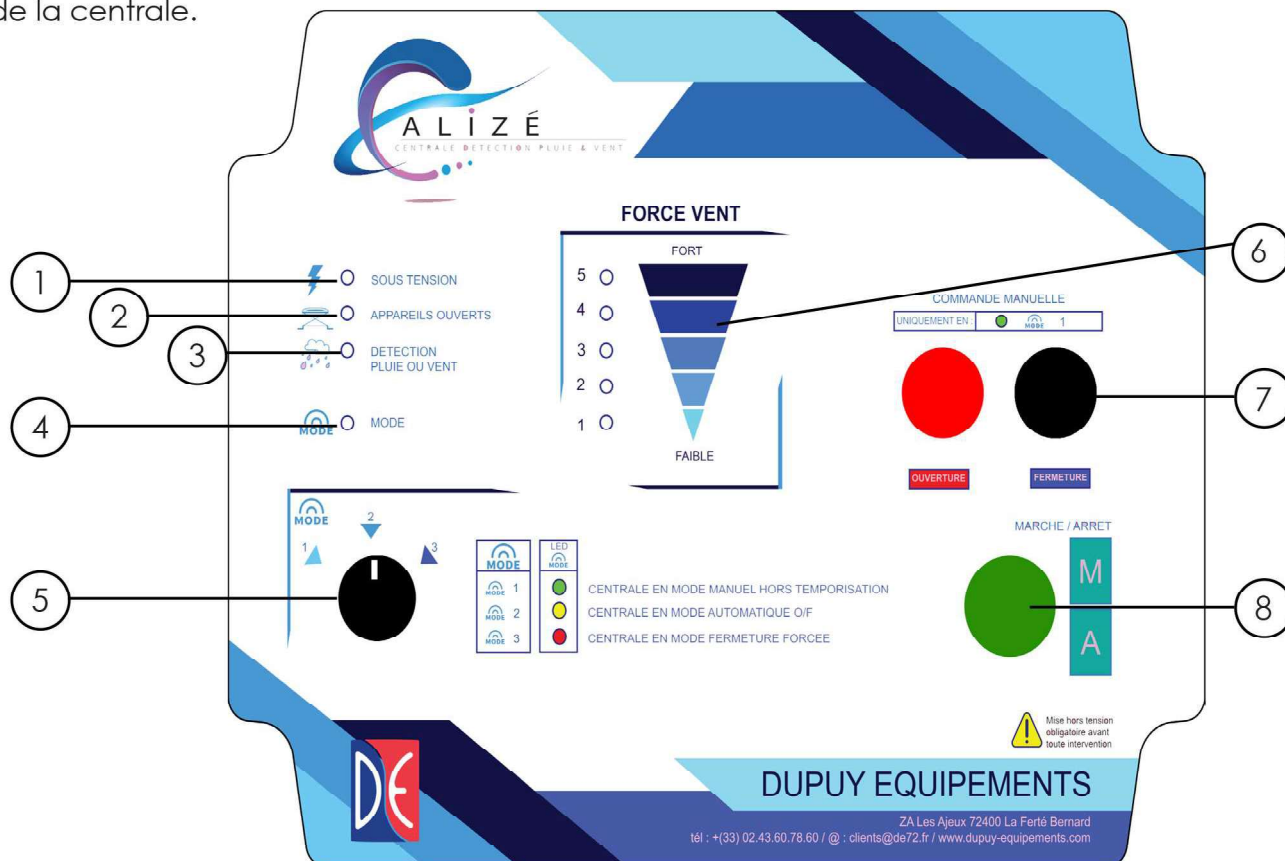 de la centrale.
ALiZÉ
CENTRALE DETECTION PLUIE & VENT
FORCE VENT
FORT
5
4
3
2
1
FAIBLE
1
SOUS TENSION
2
APPAREILS OUVERTS
3
DETECTION
PLUIE OU VENT
4
MODE
MODE
6
COMMANDE MANUELLE
UNIQUEMENT EN :
MODE
1
7
OUVERTURE
FERMETURE
MODE
1
2
3
5
MODE
LED
MODE
MODE 1
CENTRALE EN MODE MANUEL HORS TEMPORISATION
MODE 2
CENTRALE EN MODE AUTOMATIQUE O/F
MODE 3
CENTRALE EN MODE FERMETURE FORCEE
MARCHE / ARRET
M
A
8
Mise hors tension
obligatoire avant
toute intervention
DE
DUPUY EQUIPEMENTS
ZA Les Ajeux 72400 La Ferté Bernard
tél : +(33) 02.43.60.78.60 / @ : clients@de72.fr / www.dupuy-equipements.com